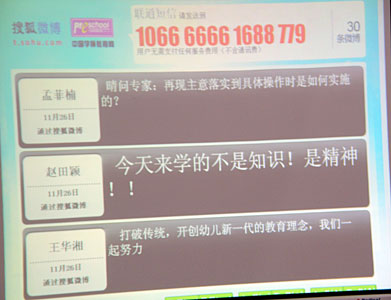 搜狐微博
t.sohu.com
school
中国学前教育网
联通短信 请发送到
1066 6666 1688 779
用户无需支付任何服务费用（不含通讯费）
30
条微博
孟菲楠
11月26日
通过搜狐微博
晴问专家：再现主意落实到具体操作时是如何实施
的？
赵田颖
11月26日
通过搜狐微博
今天来学的不是知识！是精神
！！
王华湘
11月26日
通过搜狐微博
打破传统，开创幼儿新一代的教育理念，我们一
起努力